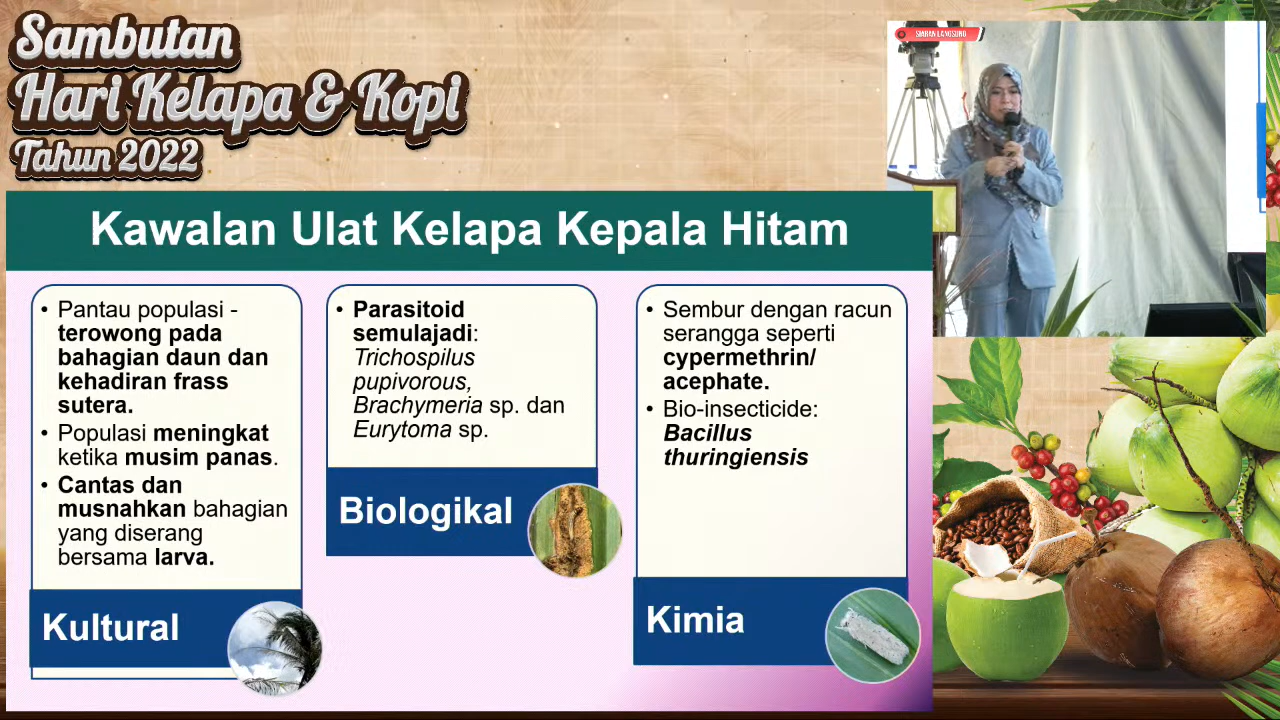 Sambutan
Hari Kelapa & Kopi
Tahun 2022
SIARAN LANGSUNG
Kawalan Ulat Kelapa Kepala Hitam
• Pantau populasi -
terowong pada
bahagian daun dan
kehadiran frass
sutera.
• Populasi meningkat
ketika musim panas.
• Cantas dan
musnahkan bahagian
yang diserang
bersama larva.
Kultural
• Parasitoid
semulajadi:
Trichospilus
pupivorous,
Brachymeria sp. dan
Eurytoma sp.
Biologikal
• Sembur dengan racun
serangga seperti
cypermethrin/
acephate.
• Bio-insecticide:
Bacillus
thuringiensis
Kimia